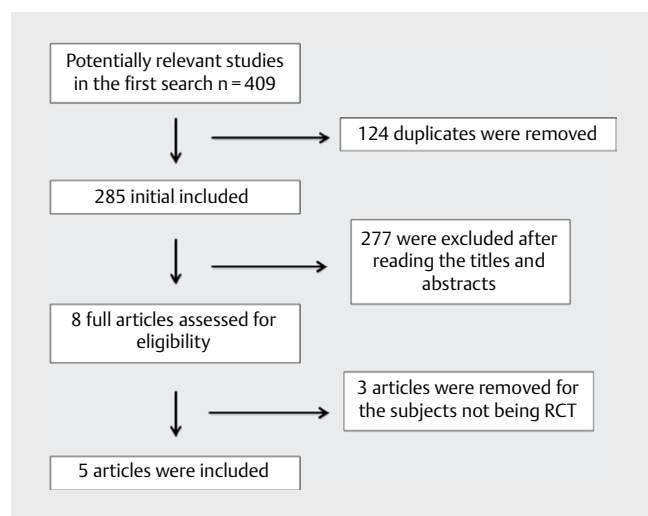 Potentially relevant studies
in the first search n = 409
124 duplicates were removed
285 initial included
277 were excluded after
reading the titles and
abstracts
8 full articles assessed for
eligibility
3 articles were removed for
the subjects not being RCT
5 articles were included